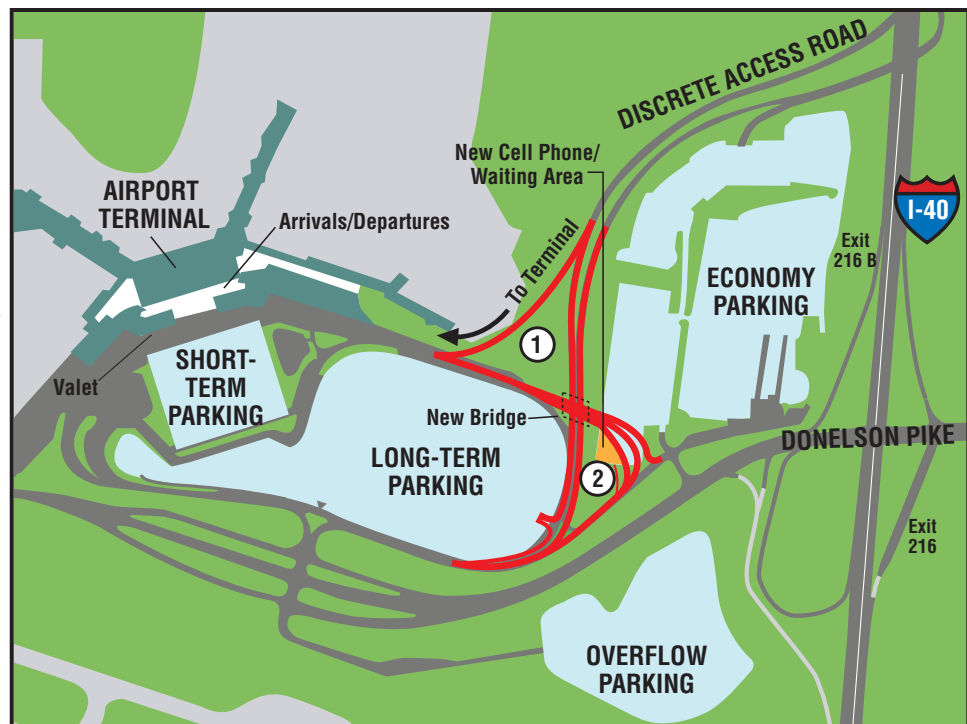 DISCRETE ACCESS ROAD
New Cell Phone/
Waiting Area
I-40
AIRPORT
TERMINAL
Arrivals/Departures
To Terminal
Exit
216 B
ECONOMY
PARKING
1
SHORT-
TERM
PARKING
Valet
New Bridge
DONELSON PIKE
LONG-TERM
PARKING
2
Exit
216
OVERFLOW
PARKING